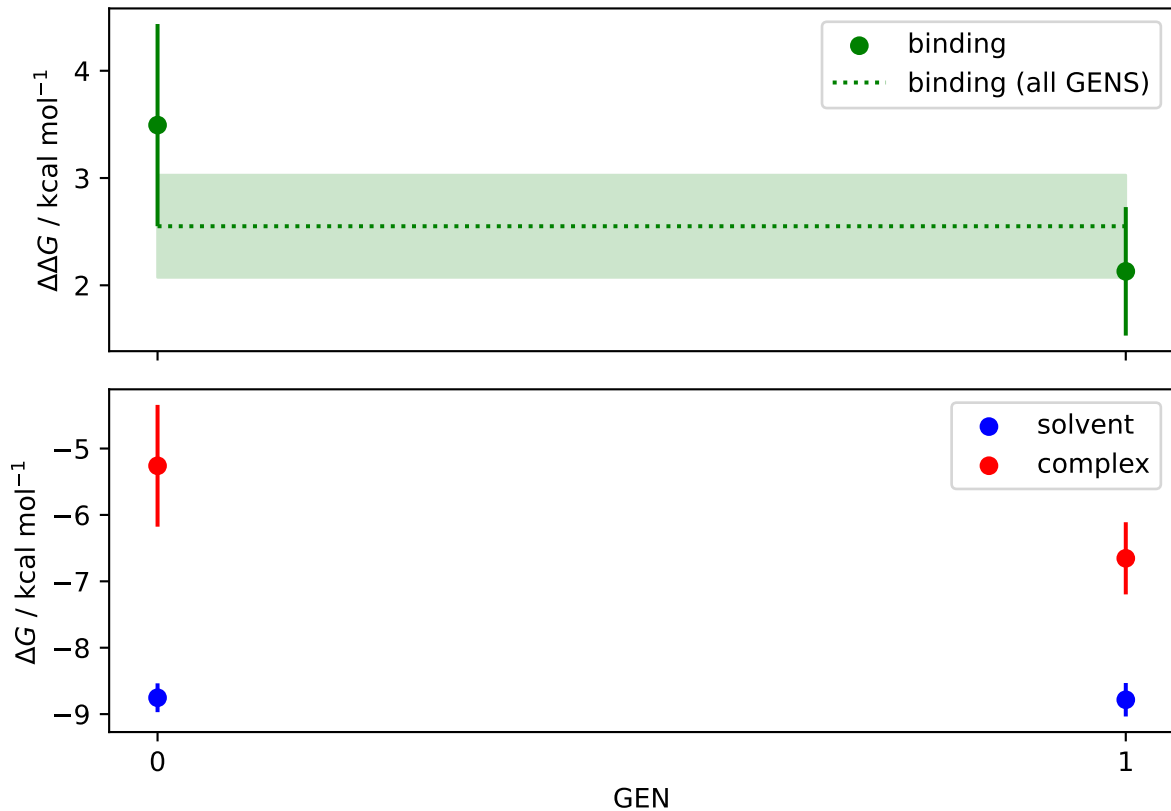 ΔΔG / kcal mol⁻¹
4
3
2
binding
binding (all GENS)
ΔG / kcal mol⁻¹
−5
−6
−7
−8
−9
solvent
complex
0
1
GEN